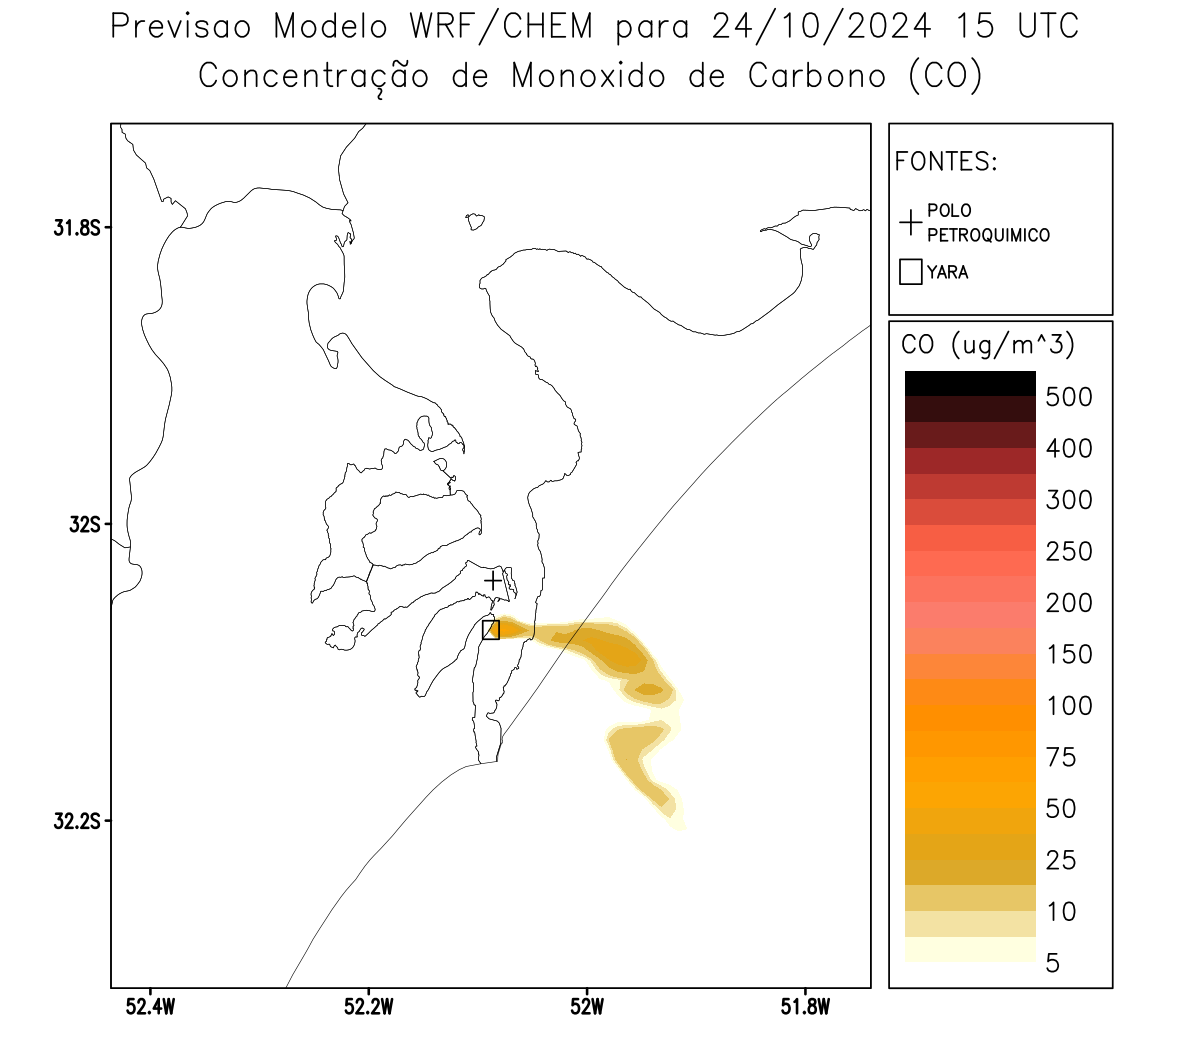 Previsao Modelo WRF/CHEM para 24/10/2024 15 UTC
Concentração de Monoxido de Carbono (CO)
FONTES:
POLO
PETROQUIMICO
YARA
CO (ug/m^3)
500
400
300
250
200
150
100
75
50
25
10
5
31.8S
32S
32.2S
52.4W
52.2W
52W
51.8W